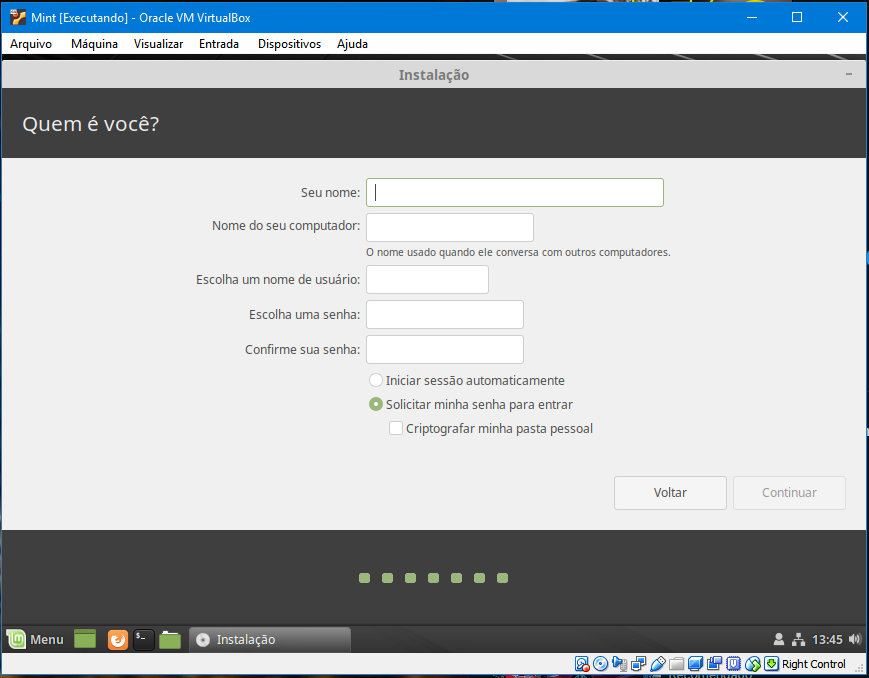 Mint [Executando] - Oracle VM VirtualBox
Arquivo Máquina Visualizar Entrada Dispositivos Ajuda
Instalação
Quem é você?
Seu nome:
Nome do seu computador:
O nome usado quando ele conversa com outros computadores.
Escolha um nome de usuário:
Escolha uma senha:
Confirme sua senha:
Iniciar sessão automaticamente
Solicitar minha senha para entrar
Criptografar minha pasta pessoal
Voltar Continuar
Menu Instalação 13:45
Right Control